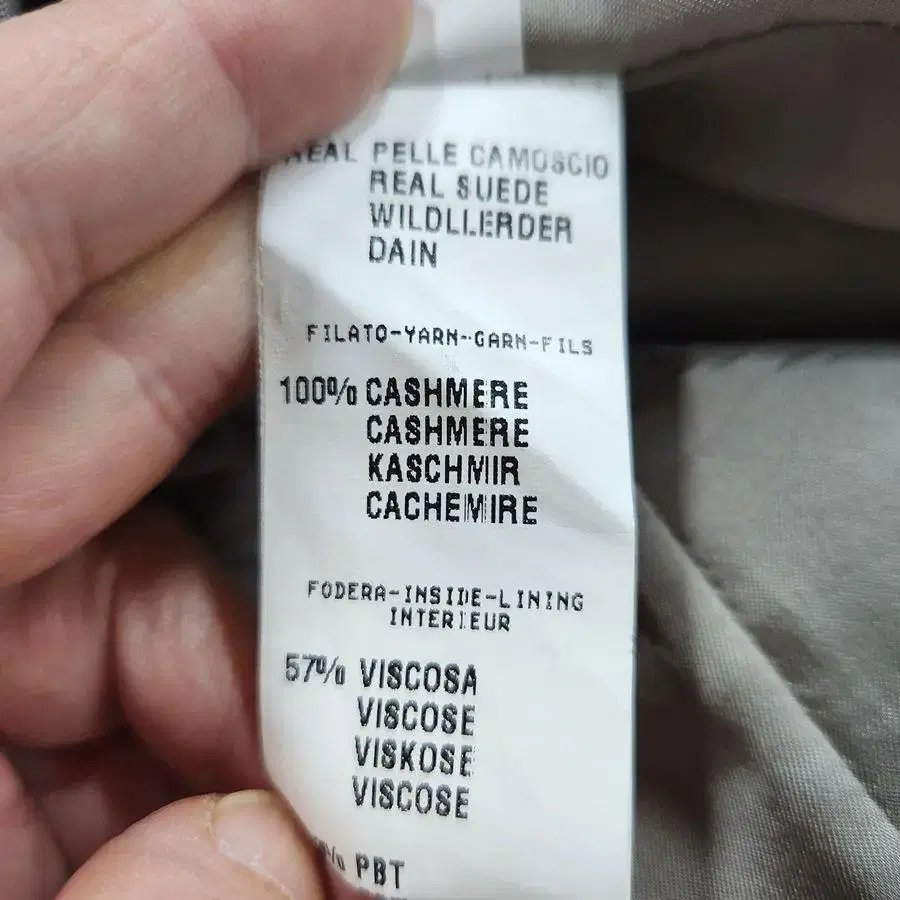 REAL PELLE CAMOSCIO
REAL SUEDE
WILDLLERDER
DAIN
FILATO-YARN-GARN-FILS
100% CASHMERE
CASHMERE
KASCHMIR
CACHEMIRE
FODERA-INSIDE-LINING
INTERIEUR
57% VISCOSA
VISCOSE
VISKOSE
VISCOSE
% PBT